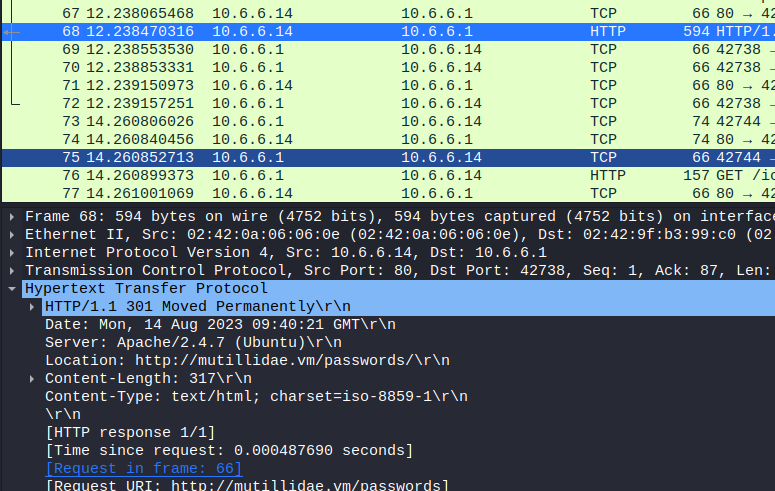 67 12.238065468 10.6.6.14 10.6.6.1 TCP 66 80 → 42
68 12.238470316 10.6.6.14 10.6.6.1 HTTP 594 HTTP/1.
69 12.238553530 10.6.6.1 10.6.6.14 TCP 66 42738 →
70 12.238853331 10.6.6.1 10.6.6.14 TCP 66 42738 →
71 12.239150973 10.6.6.14 10.6.6.1 TCP 66 80 → 42
72 12.239157251 10.6.6.1 10.6.6.14 TCP 66 42738 →
73 14.260806026 10.6.6.1 10.6.6.14 TCP 74 42744 →
74 14.260840456 10.6.6.14 10.6.6.1 TCP 74 80 → 42
75 14.260852713 10.6.6.1 10.6.6.14 TCP 66 42744 →
76 14.260899373 10.6.6.1 10.6.6.14 HTTP 157 GET /ic
77 14.261001069 10.6.6.14 10.6.6.1 TCP 66 80 → 42
Frame 68: 594 bytes on wire (4752 bits), 594 bytes captured (4752 bits) on interface
Ethernet II, Src: 02:42:0a:06:06:0e (02:42:0a:06:06:0e), Dst: 02:42:9f:b3:99:c0 (02
Internet Protocol Version 4, Src: 10.6.6.14, Dst: 10.6.6.1
Transmission Control Protocol, Src Port: 80, Dst Port: 42738, Seq: 1, Ack: 87, Len:
Hypertext Transfer Protocol
HTTP/1.1 301 Moved Permanently\r\n
Date: Mon, 14 Aug 2023 09:40:21 GMT\r\n
Server: Apache/2.4.7 (Ubuntu)\r\n
Location: http://mutillidae.vm/passwords/\r\n
Content-Length: 317\r\n
Content-Type: text/html; charset=iso-8859-1\r\n
\r\n
[HTTP response 1/1]
[Time since request: 0.000487690 seconds]
[Request in frame: 66]
[Request URI: http://mutillidae.vm/passwords]